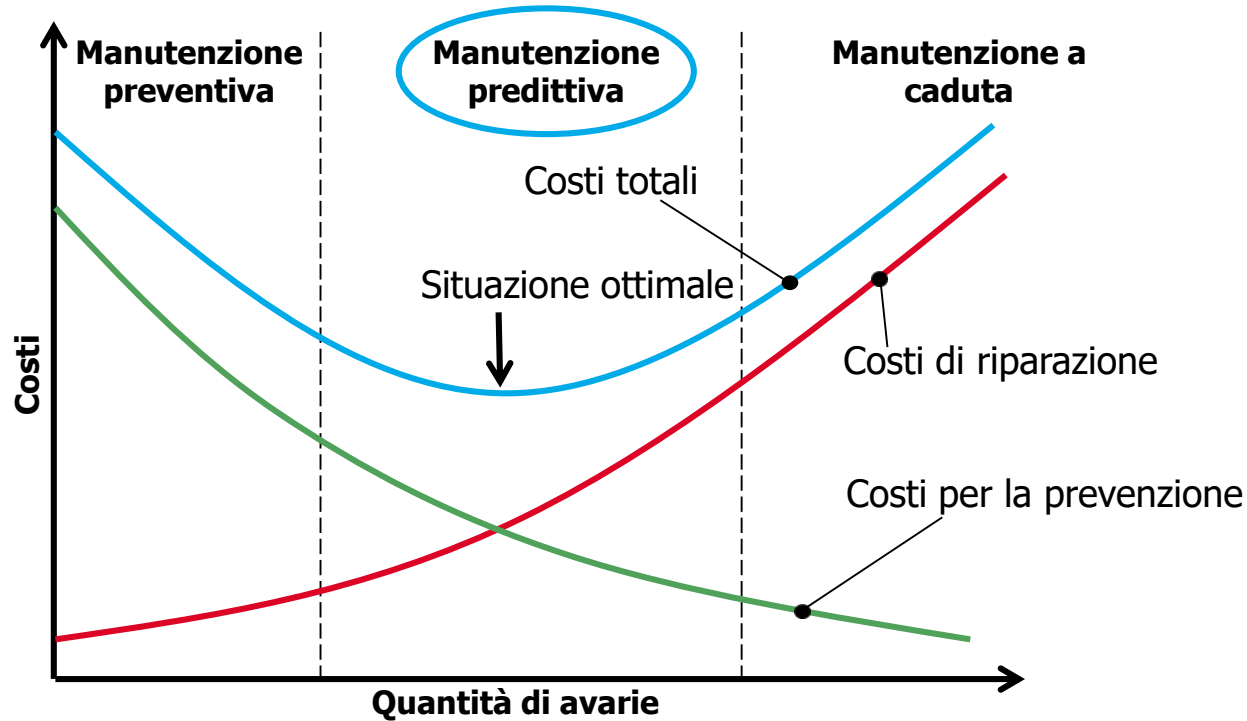 Manutenzione
preventiva
Manutenzione
predittiva
Manutenzione a
caduta
Costi totali
Situazione ottimale
Costi
Costi di riparazione
Costi per la prevenzione
Quantità di avarie